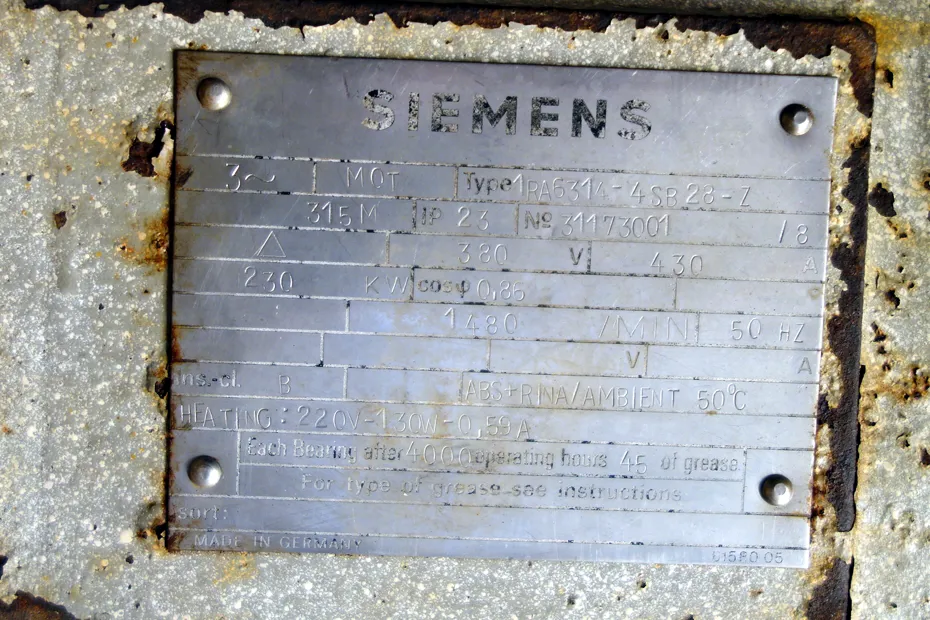 SIEMENS
3~ MOT Type 1RA6314-4SB28-Z
315M IP 23 Nº 31173001 /8
△ 380 V 430 A
230 KW cosφ 0,86
1480 /MIN 50 HZ
V A
Ins.-cl. B ABS+RINA/AMBIENT 50°C
HEATING: 220V-130W-0,59A
Each Bearing after 4000 operating hours 45 of grease.
For type of grease see instructions
MADE IN GERMANY